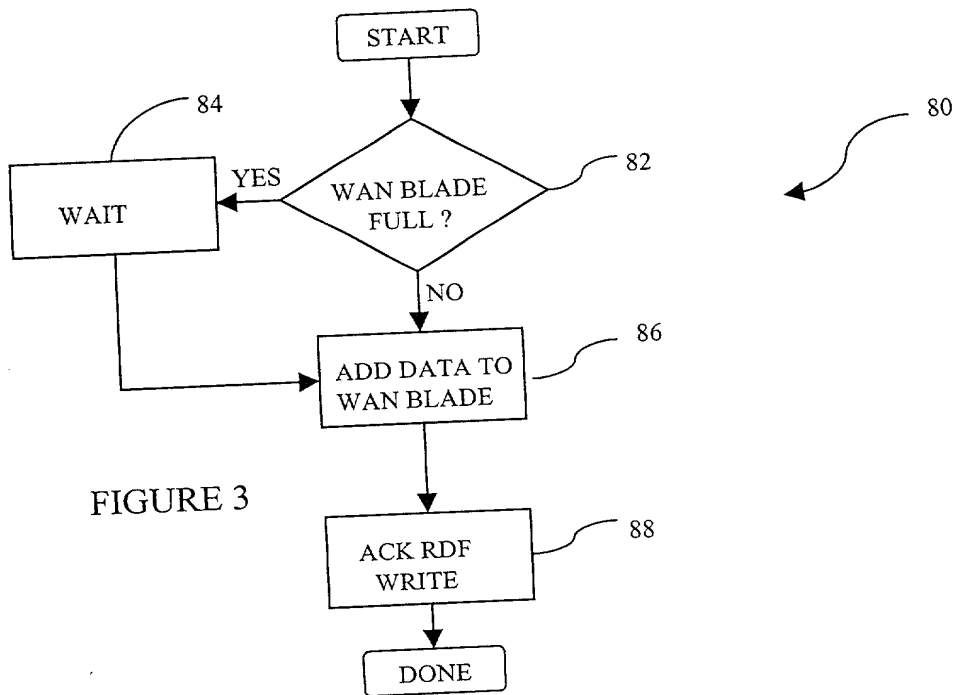 START
84
80
YES
82
WAN BLADE
FULL ?
WAIT
NO
86
ADD DATA TO
WAN BLADE
FIGURE 3
88
ACK RDF
WRITE
DONE